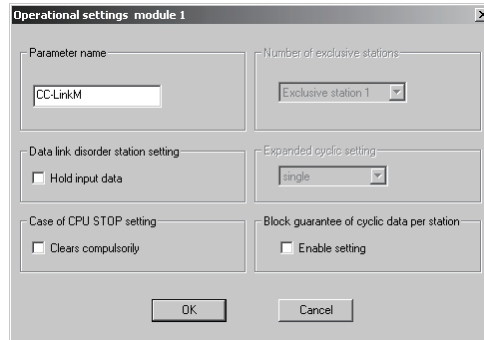 Operational settings module 1
Parameter name
CC-LinkM
Number of exclusive stations
Exclusive station 1
Data link disorder station setting
Hold input data
Expanded cyclic setting
single
Case of CPU STOP setting
Clears compulsorily
Block guarantee of cyclic data per station
Enable setting
OK
Cancel